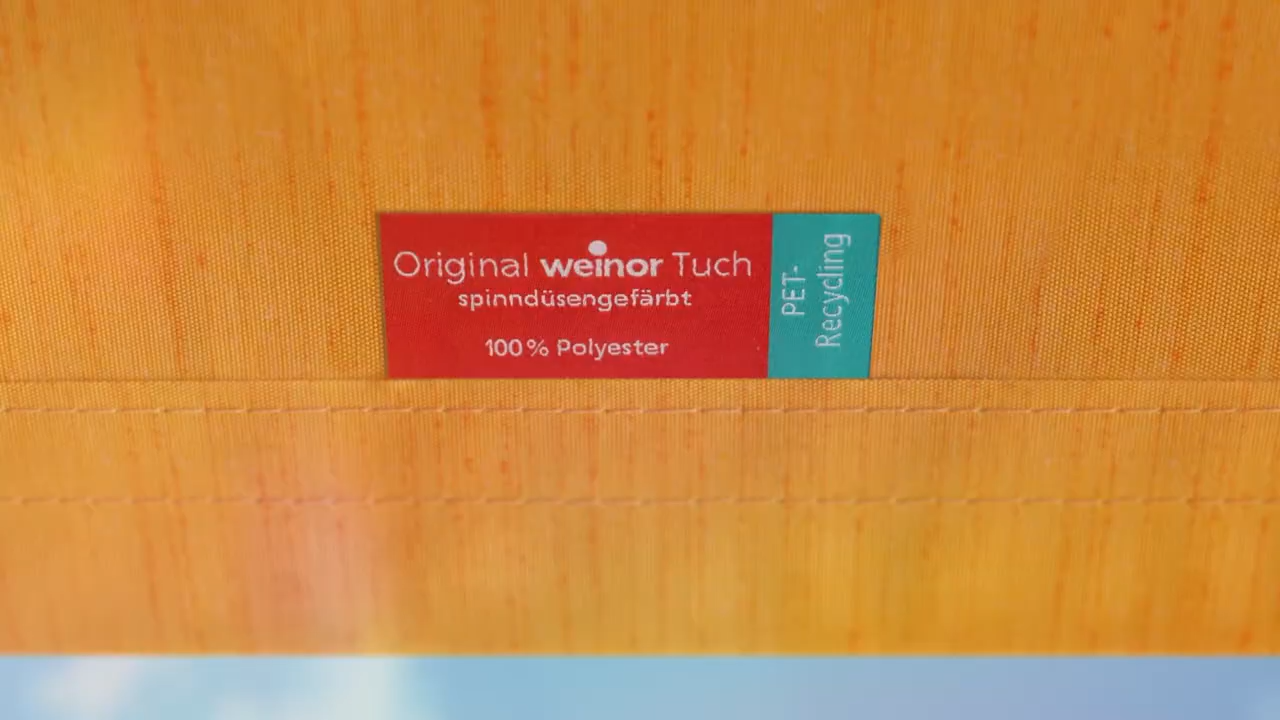 Original weinor Tuch
spinndüsengefärbt
100% Polyester
PET-
Recycling